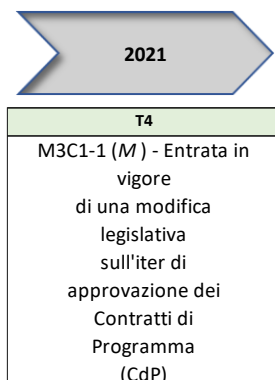 2021
T4
M3C1-1 (M ) - Entrata in
vigore
di una modifica
legislativa
sull'iter di
approvazione dei
Contratti di
Programma
(CdP)